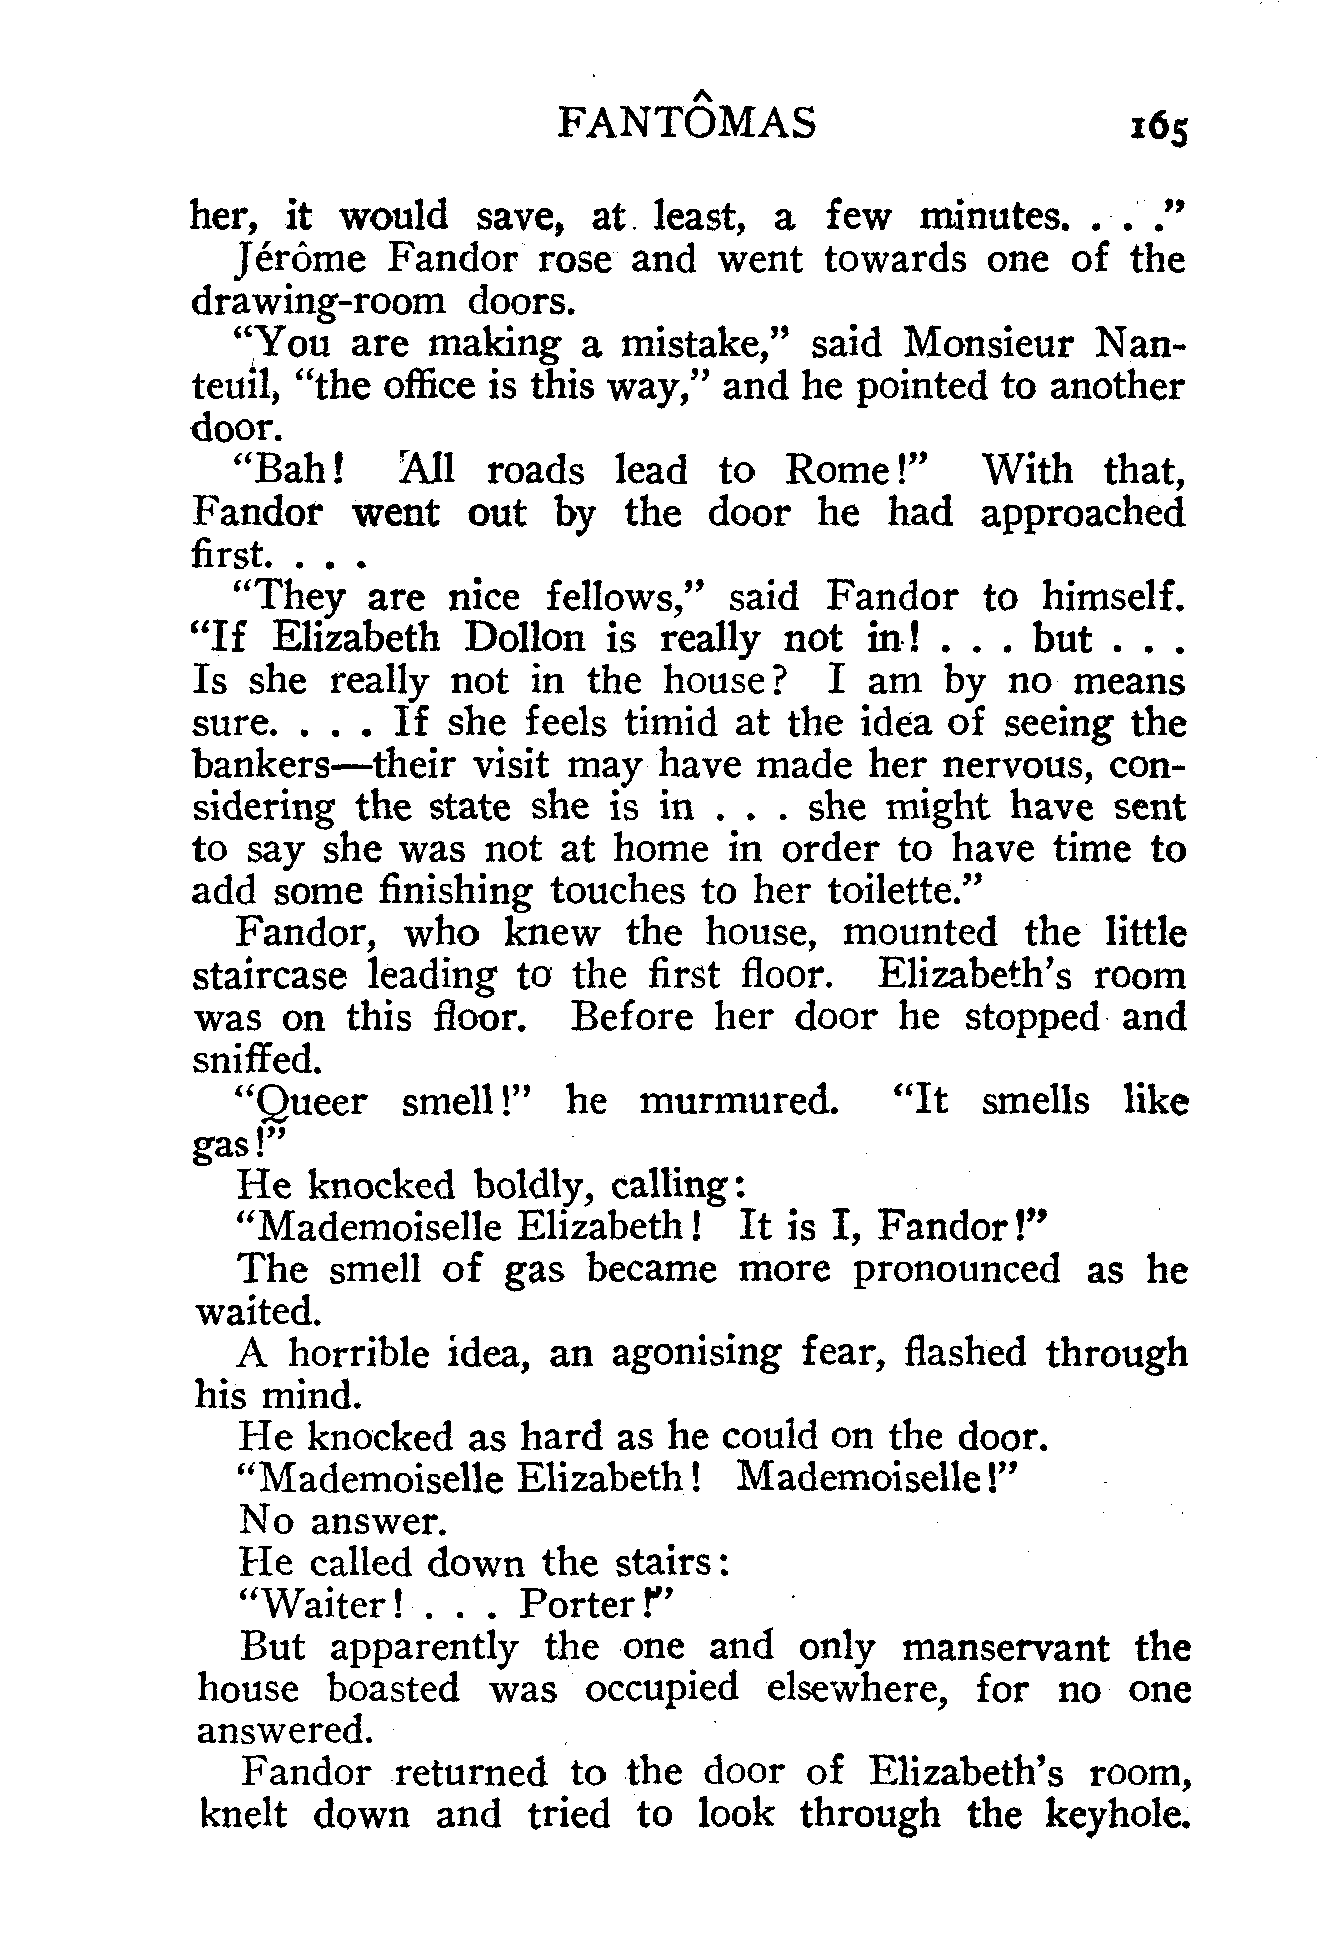 FANTÔMAS 165
her, it would save, at least, a few minutes. . . ."
Jérôme Fandor rose and went towards one of the
drawing-room doors.
"You are making a mistake," said Monsieur Nan-
teuil, "the office is this way," and he pointed to another
door.
"Bah! All roads lead to Rome!" With that,
Fandor went out by the door he had approached
first. . . .
"They are nice fellows," said Fandor to himself.
"If Elizabeth Dollon is really not in! . . . but . . .
Is she really not in the house? I am by no means
sure. . . . If she feels timid at the idea of seeing the
bankers—their visit may have made her nervous, con-
sidering the state she is in . . . she might have sent
to say she was not at home in order to have time to
add some finishing touches to her toilette."
Fandor, who knew the house, mounted the little
staircase leading to the first floor. Elizabeth's room
was on this floor. Before her door he stopped and
sniffed.
"Queer smell!" he murmured. "It smells like
gas!"
He knocked boldly, calling:
"Mademoiselle Elizabeth! It is I, Fandor!"
The smell of gas became more pronounced as he
waited.
A horrible idea, an agonising fear, flashed through
his mind.
He knocked as hard as he could on the door.
"Mademoiselle Elizabeth! Mademoiselle!"
No answer.
He called down the stairs:
"Waiter! . . . Porter!"
But apparently the one and only manservant the
house boasted was occupied elsewhere, for no one
answered.
Fandor returned to the door of Elizabeth's room,
knelt down and tried to look through the keyhole.